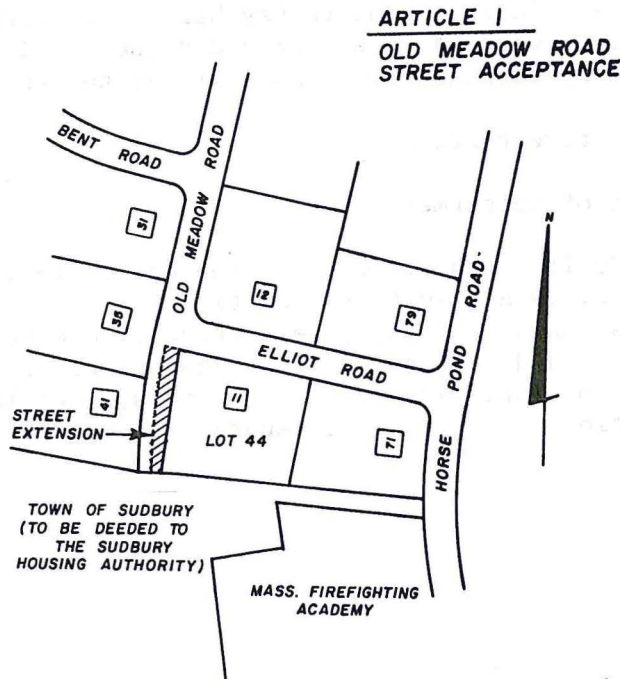 ARTICLE I
OLD MEADOW ROAD
STREET ACCEPTANCE
BENT ROAD
OLD MEADOW ROAD
N
31
12
79
HORSE POND ROAD
35
ELLIOT ROAD
41
11
LOT 44
71
STREET
EXTENSION
TOWN OF SUDBURY
(TO BE DEEDED TO
THE SUDBURY
HOUSING AUTHORITY)
MASS. FIREFIGHTING
ACADEMY